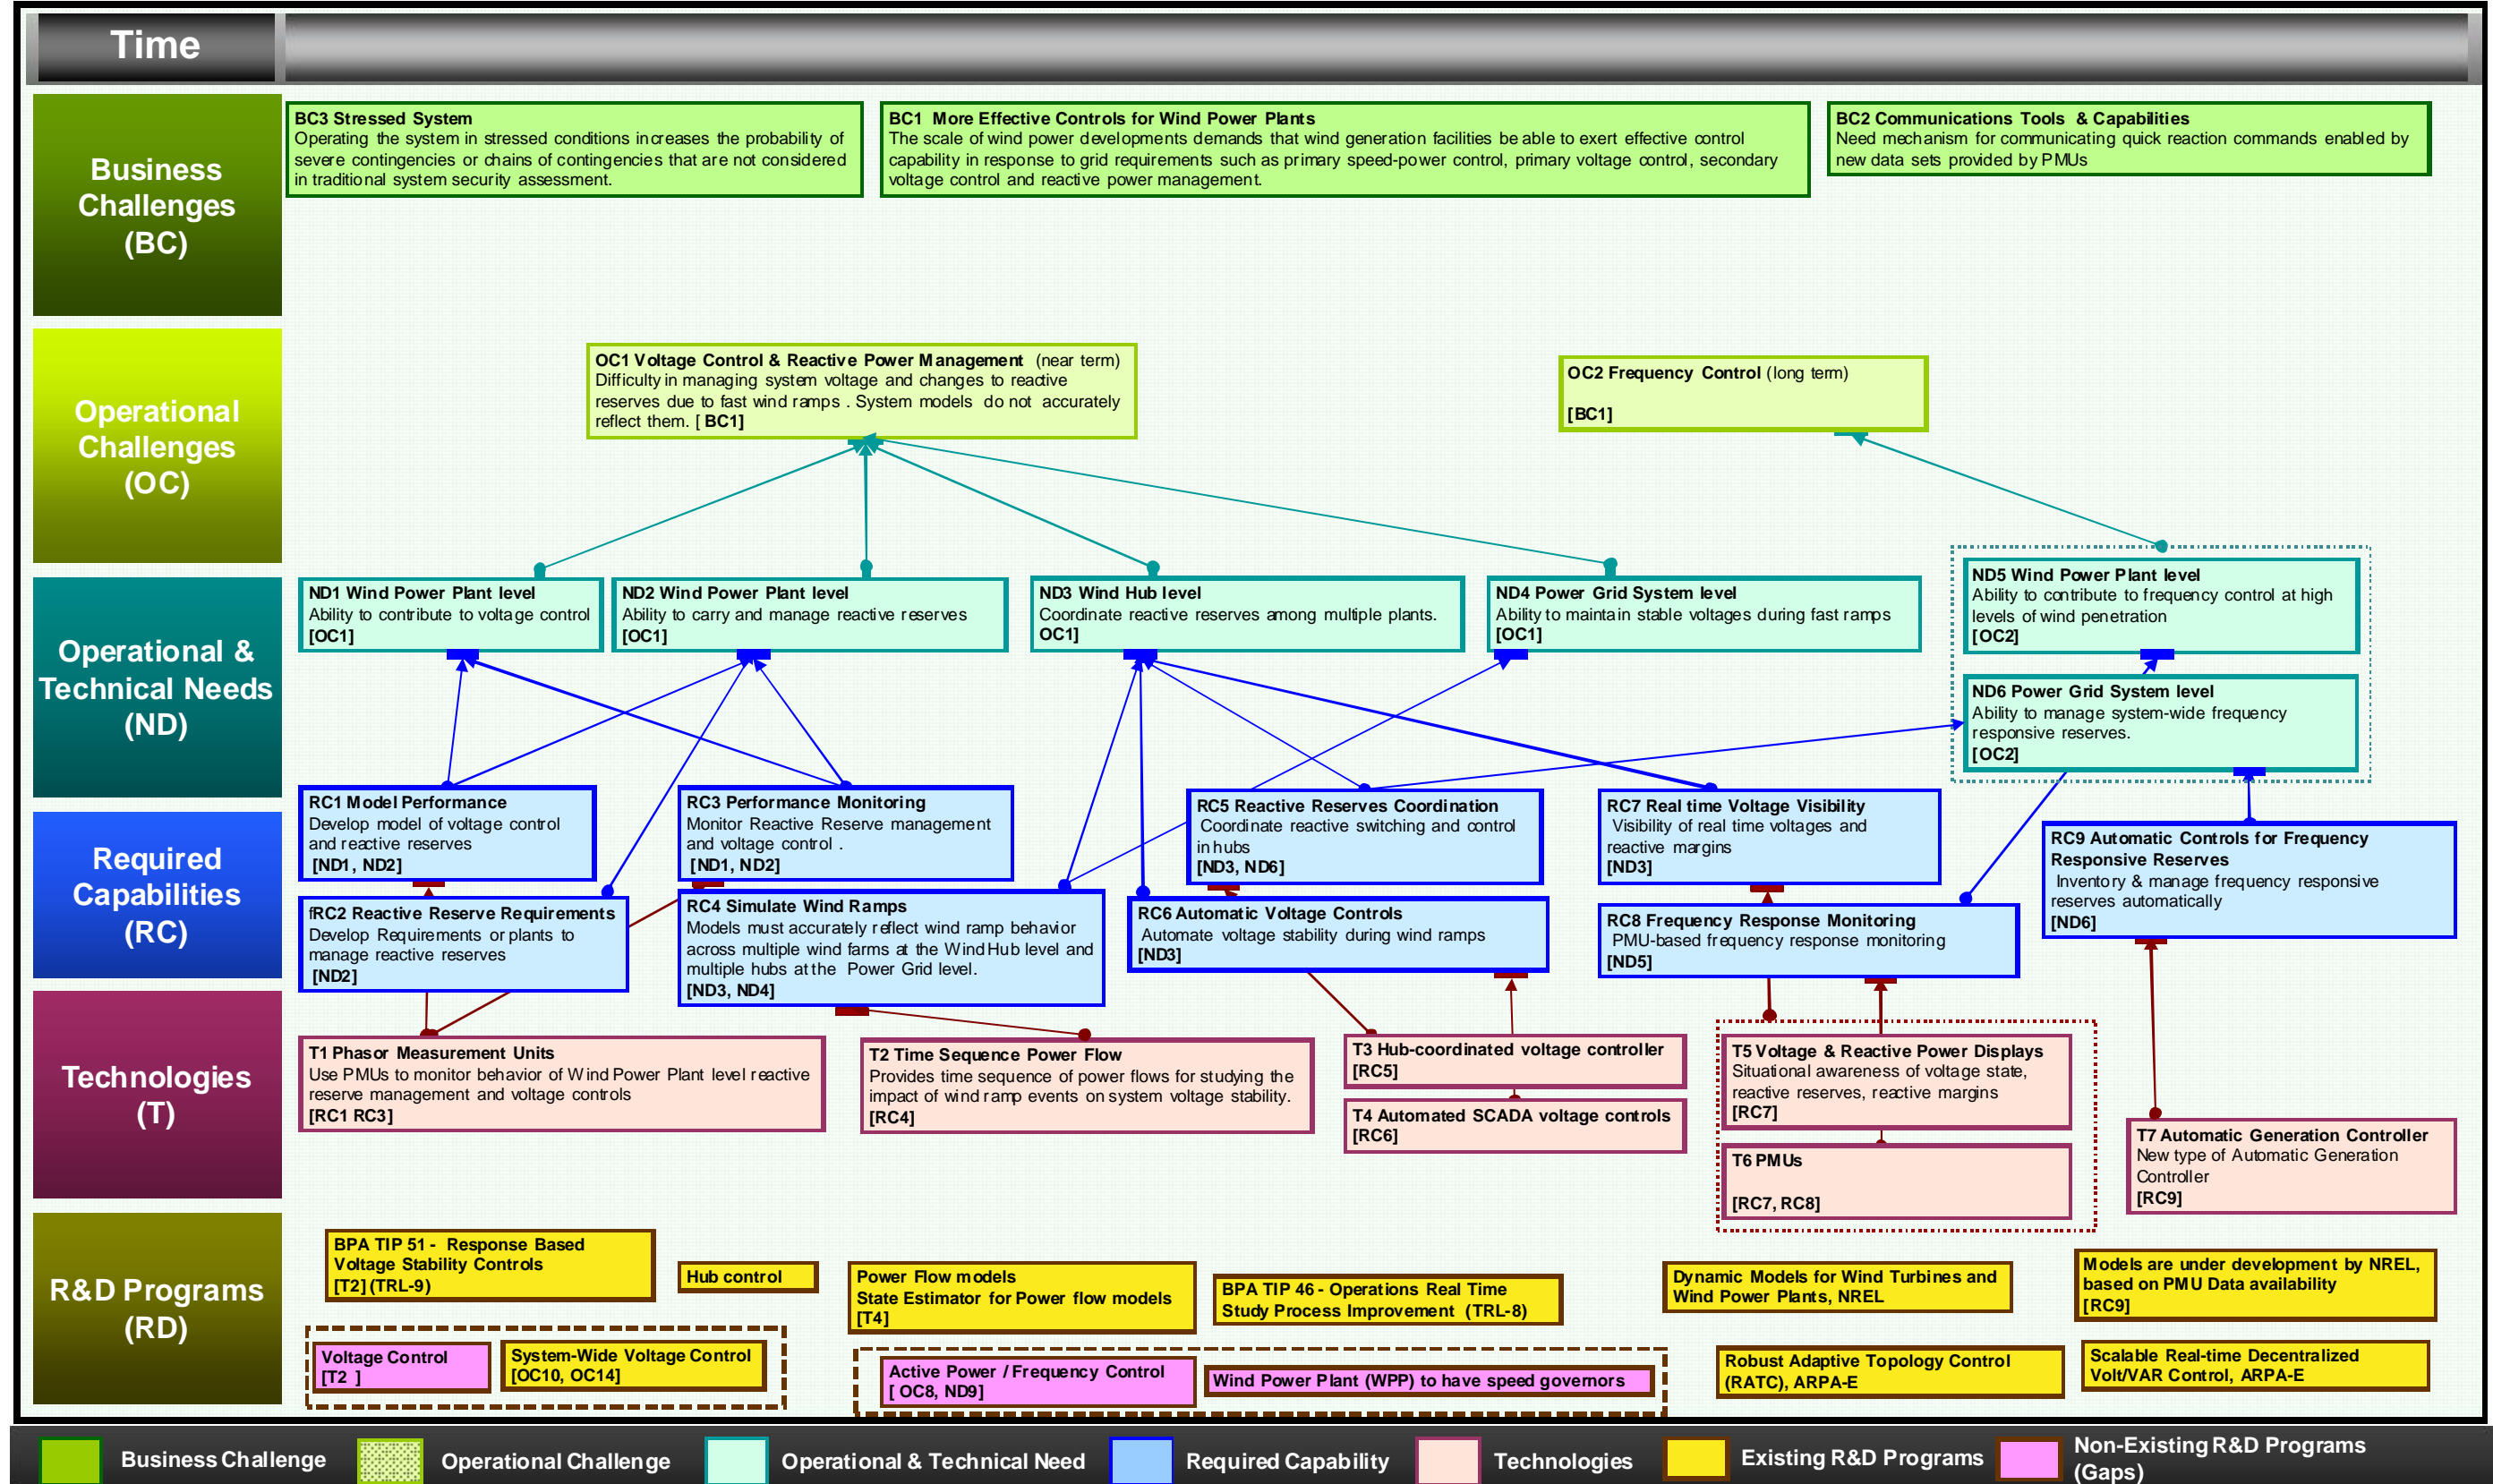 Time
Business
Challenges
(BC)
BC3 Stressed System
Operating the system in stressed conditions increases the probability of
severe contingencies or chains of contingencies that are not considered
in traditional system security assessment.
BC1 More Effective Controls for Wind Power Plants
The scale of wind power developments demands that wind generation facilities be able to exert effective control
capability in response to grid requirements such as primary speed-power control, primary voltage control, secondary
voltage control and reactive power management.
BC2 Communications Tools & Capabilities
Need mechanism for communicating quick reaction commands enabled by
new data sets provided by PMUs
Operational
Challenges
(OC)
OC1 Voltage Control & Reactive Power Management (near term)
Difficulty in managing system voltage and changes to reactive
reserves due to fast wind ramps . System models do not accurately
reflect them. [ BC1]
OC2 Frequency Control (long term)
[BC1]
Operational &
Technical Needs
(ND)
ND1 Wind Power Plant level
Ability to contribute to voltage control
[OC1]
ND2 Wind Power Plant level
Ability to carry and manage reactive reserves
[OC1]
ND3 Wind Hub level
Coordinate reactive reserves among multiple plants.
OC1]
ND4 Power Grid System level
Ability to maintain stable voltages during fast ramps
[OC1]
ND5 Wind Power Plant level
Ability to contribute to frequency control at high
levels of wind penetration
[OC2]
ND6 Power Grid System level
Ability to manage system-wide frequency
responsive reserves.
[OC2]
Required
Capabilities
(RC)
RC1 Model Performance
Develop model of voltage control
and reactive reserves
[ND1, ND2]
fRC2 Reactive Reserve Requirements
Develop Requirements or plants to
manage reactive reserves
[ND2]
RC3 Performance Monitoring
Monitor Reactive Reserve management
and voltage control .
[ND1, ND2]
RC4 Simulate Wind Ramps
Models must accurately reflect wind ramp behavior
across multiple wind farms at the Wind Hub level and
multiple hubs at the Power Grid level.
[ND3, ND4]
RC5 Reactive Reserves Coordination
Coordinate reactive switching and control
in hubs
[ND3, ND6]
RC6 Automatic Voltage Controls
Automate voltage stability during wind ramps
[ND3]
RC7 Real time Voltage Visibility
Visibility of real time voltages and
reactive margins
[ND3]
RC8 Frequency Response Monitoring
PMU-based frequency response monitoring
[ND5]
RC9 Automatic Controls for Frequency
Responsive Reserves
Inventory & manage frequency responsive
reserves automatically
[ND6]
Technologies
(T)
T1 Phasor Measurement Units
Use PMUs to monitor behavior of Wind Power Plant level reactive
reserve management and voltage controls
[RC1 RC3]
T2 Time Sequence Power Flow
Provides time sequence of power flows for studying the
impact of wind ramp events on system voltage stability.
[RC4]
T3 Hub-coordinated voltage controller
[RC5]
T4 Automated SCADA voltage controls
[RC6]
T5 Voltage & Reactive Power Displays
Situational awareness of voltage state,
reactive reserves, reactive margins
[RC7]
T6 PMUs
[RC7, RC8]
T7 Automatic Generation Controller
New type of Automatic Generation
Controller
[RC9]
R&D Programs
(RD)
BPA TIP 51 - Response Based
Voltage Stability Controls
[T2] (TRL-9)
Hub control
Power Flow models
State Estimator for Power flow models
[T4]
BPA TIP 46 - Operations Real Time
Study Process Improvement (TRL-8)
Dynamic Models for Wind Turbines and
Wind Power Plants, NREL
Models are under development by NREL,
based on PMU Data availability
[RC9]
Voltage Control
[T2 ]
System-Wide Voltage Control
[OC10, OC14]
Active Power / Frequency Control
[ OC8, ND9]
Wind Power Plant (WPP) to have speed governors
Robust Adaptive Topology Control
(RATC), ARPA-E
Scalable Real-time Decentralized
Volt/VAR Control, ARPA-E
Business Challenge
Operational Challenge
Operational & Technical Need
Required Capability
Technologies
Existing R&D Programs
Non-Existing R&D Programs
(Gaps)